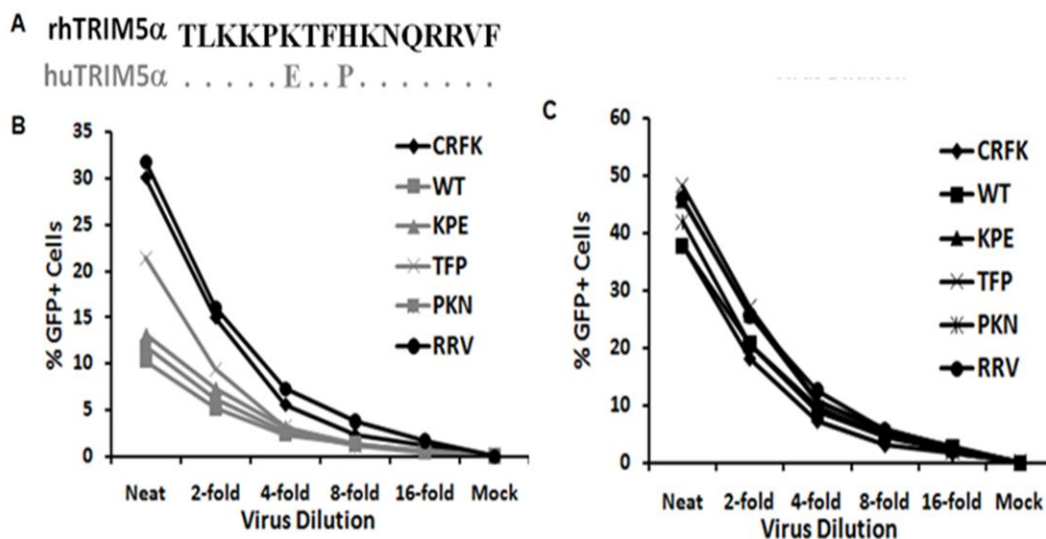 A rhTRIM5α TLKKPKTFHKNQRRVF
huTRIM5α . . . . . E . . P . . . . . . .
B
35
30
25
20
15
10
5
0
% GFP+ Cells
CRFK
WT
KPE
TFP
PKN
RRV
Neat 2-fold 4-fold 8-fold 16-fold Mock
Virus Dilution
C
60
50
40
30
20
10
0
% GFP+ Cells
CRFK
WT
KPE
TFP
PKN
RRV
Neat 2-fold 4-fold 8-fold 16-fold Mock
Virus Dilution